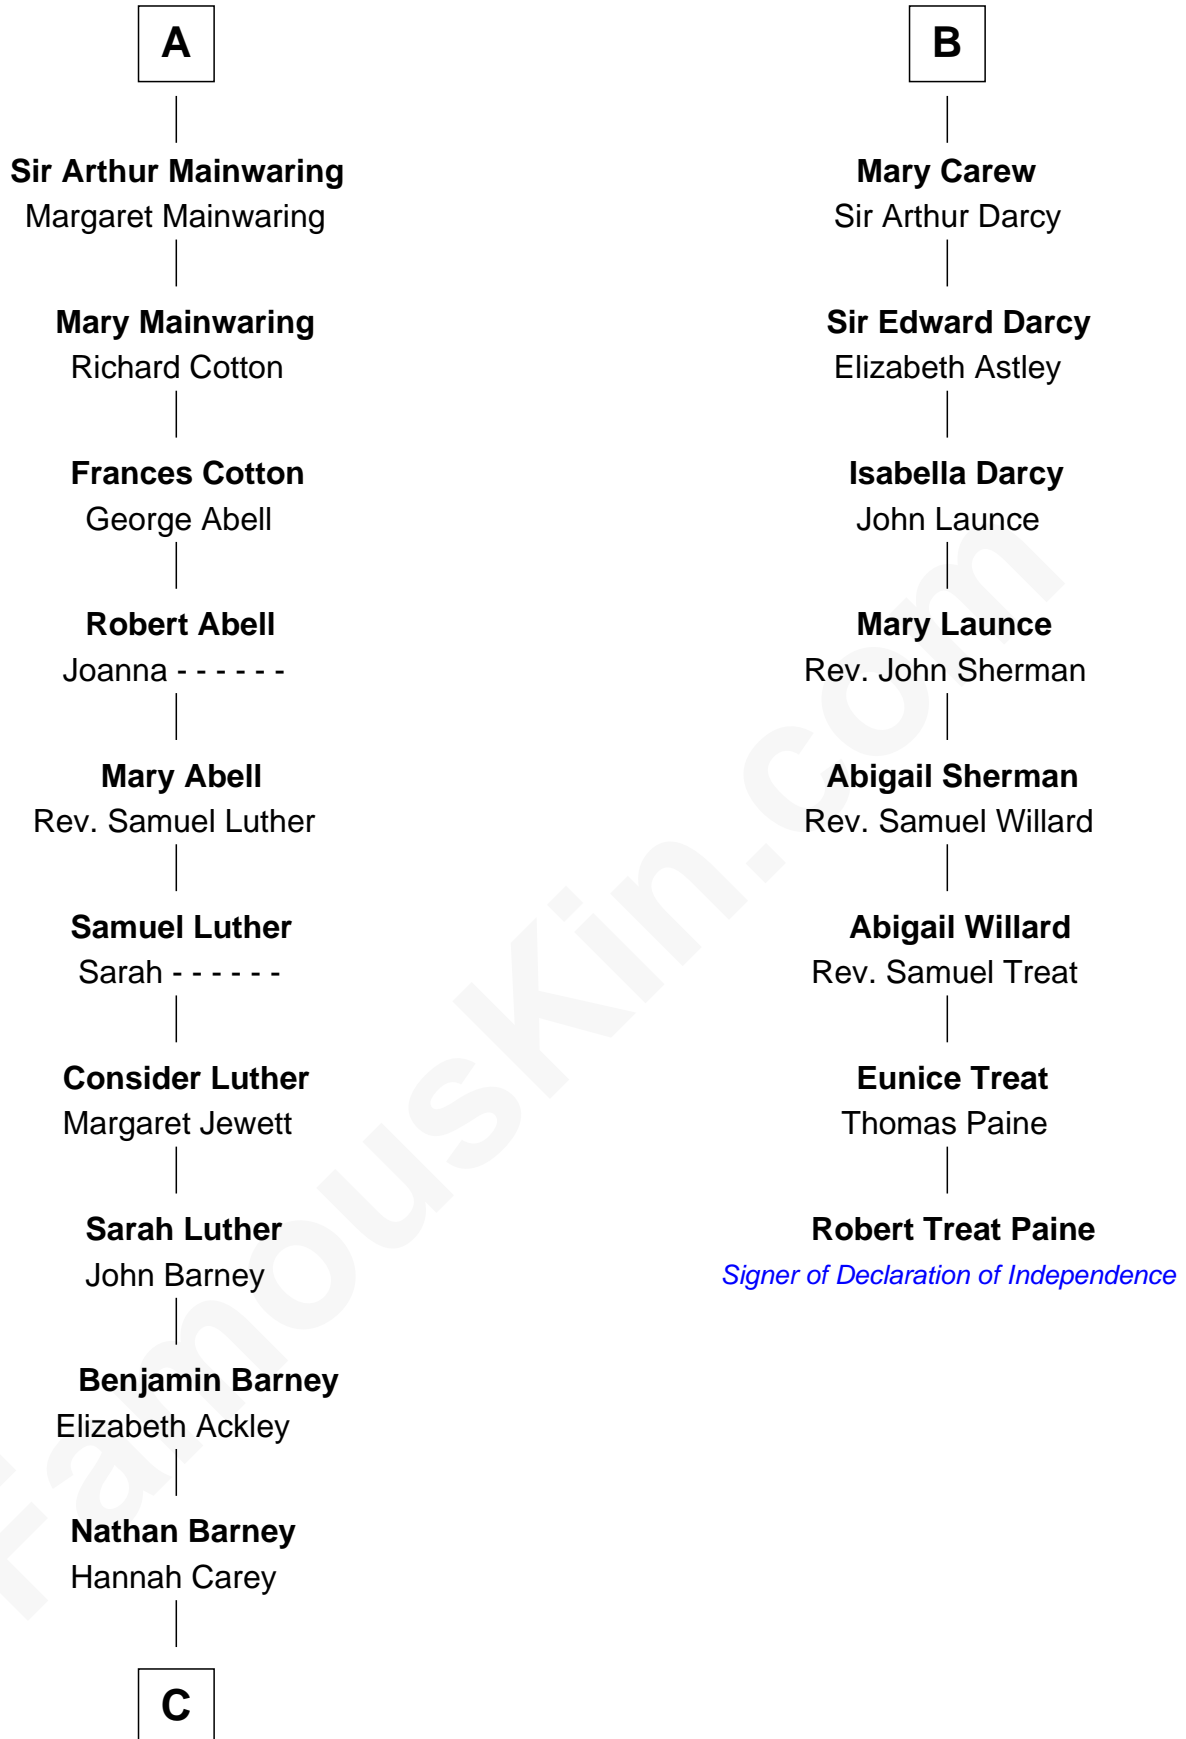 A
Sir Arthur Mainwaring
Margaret Mainwaring
Mary Mainwaring
Richard Cotton
Frances Cotton
George Abell
Robert Abell
Joanna - - - - - -
Mary Abell
Rev. Samuel Luther
Samuel Luther
Sarah - - - - - -
Consider Luther
Margaret Jewett
Sarah Luther
John Barney
Benjamin Barney
Elizabeth Ackley
Nathan Barney
Hannah Carey
C
B
Mary Carew
Sir Arthur Darcy
Sir Edward Darcy
Elizabeth Astley
Isabella Darcy
John Launce
Mary Launce
Rev. John Sherman
Abigail Sherman
Rev. Samuel Willard
Abigail Willard
Rev. Samuel Treat
Eunice Treat
Thomas Paine
Robert Treat Paine
Signer of Declaration of Independence
FamousKin.com